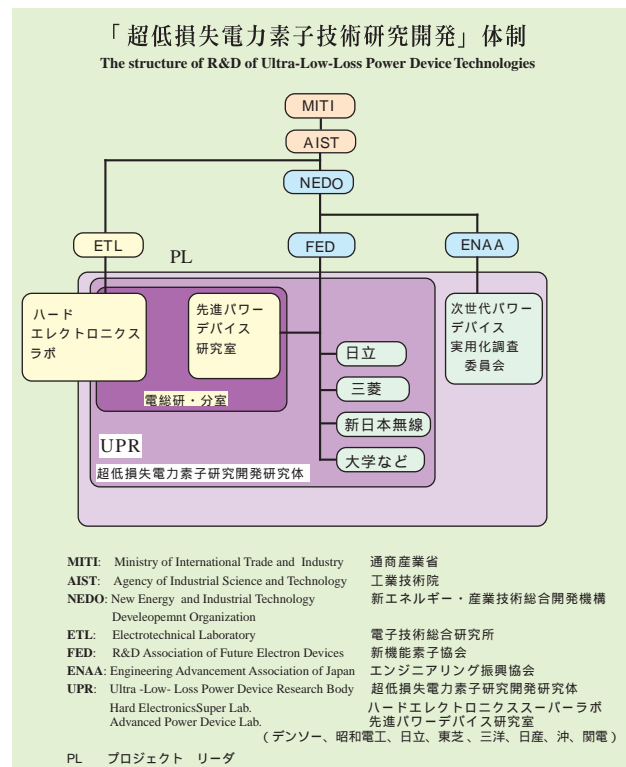 「超低損失電力素子技術研究開発」体制
The structure of R&D of Ultra-Low-Loss Power Device Technologies
MITI
AIST
NEDO
ETL
PL
FED
ENAA
ハード
エレクトロニクス
ラボ
先進パワー
デバイス
研究室
電総研・分室
日立
三菱
新日本無線
大学など
次世代パワー
デバイス
実用化調査
委員会
UPR
超低損失電力素子研究開発研究体
MITI: Ministry of International Trade and Industry 通商産業省
AIST: Agency of Industrial Science and Technology 工業技術院
NEDO: New Energy and Industrial Technology 新エネルギー・産業技術総合開発機構
Develeopemnt Organization
ETL: Electrotechnical Laboratory 電子技術総合研究所
FED: R&D Association of Future Electron Devices 新機能素子協会
ENAA: Engineering Advancement Association of Japan エンジニアリング振興協会
UPR: Ultra -Low- Loss Power Device Research Body 超低損失電力素子研究開発研究体
Hard ElectronicsSuper Lab. ハードエレクトロニクススーパーラボ
Advanced Power Device Lab. 先進パワーデバイス研究室
(デンソー、昭和電工、日立、東芝、三洋、日産、沖、関電)
PL プロジェクト リーダ